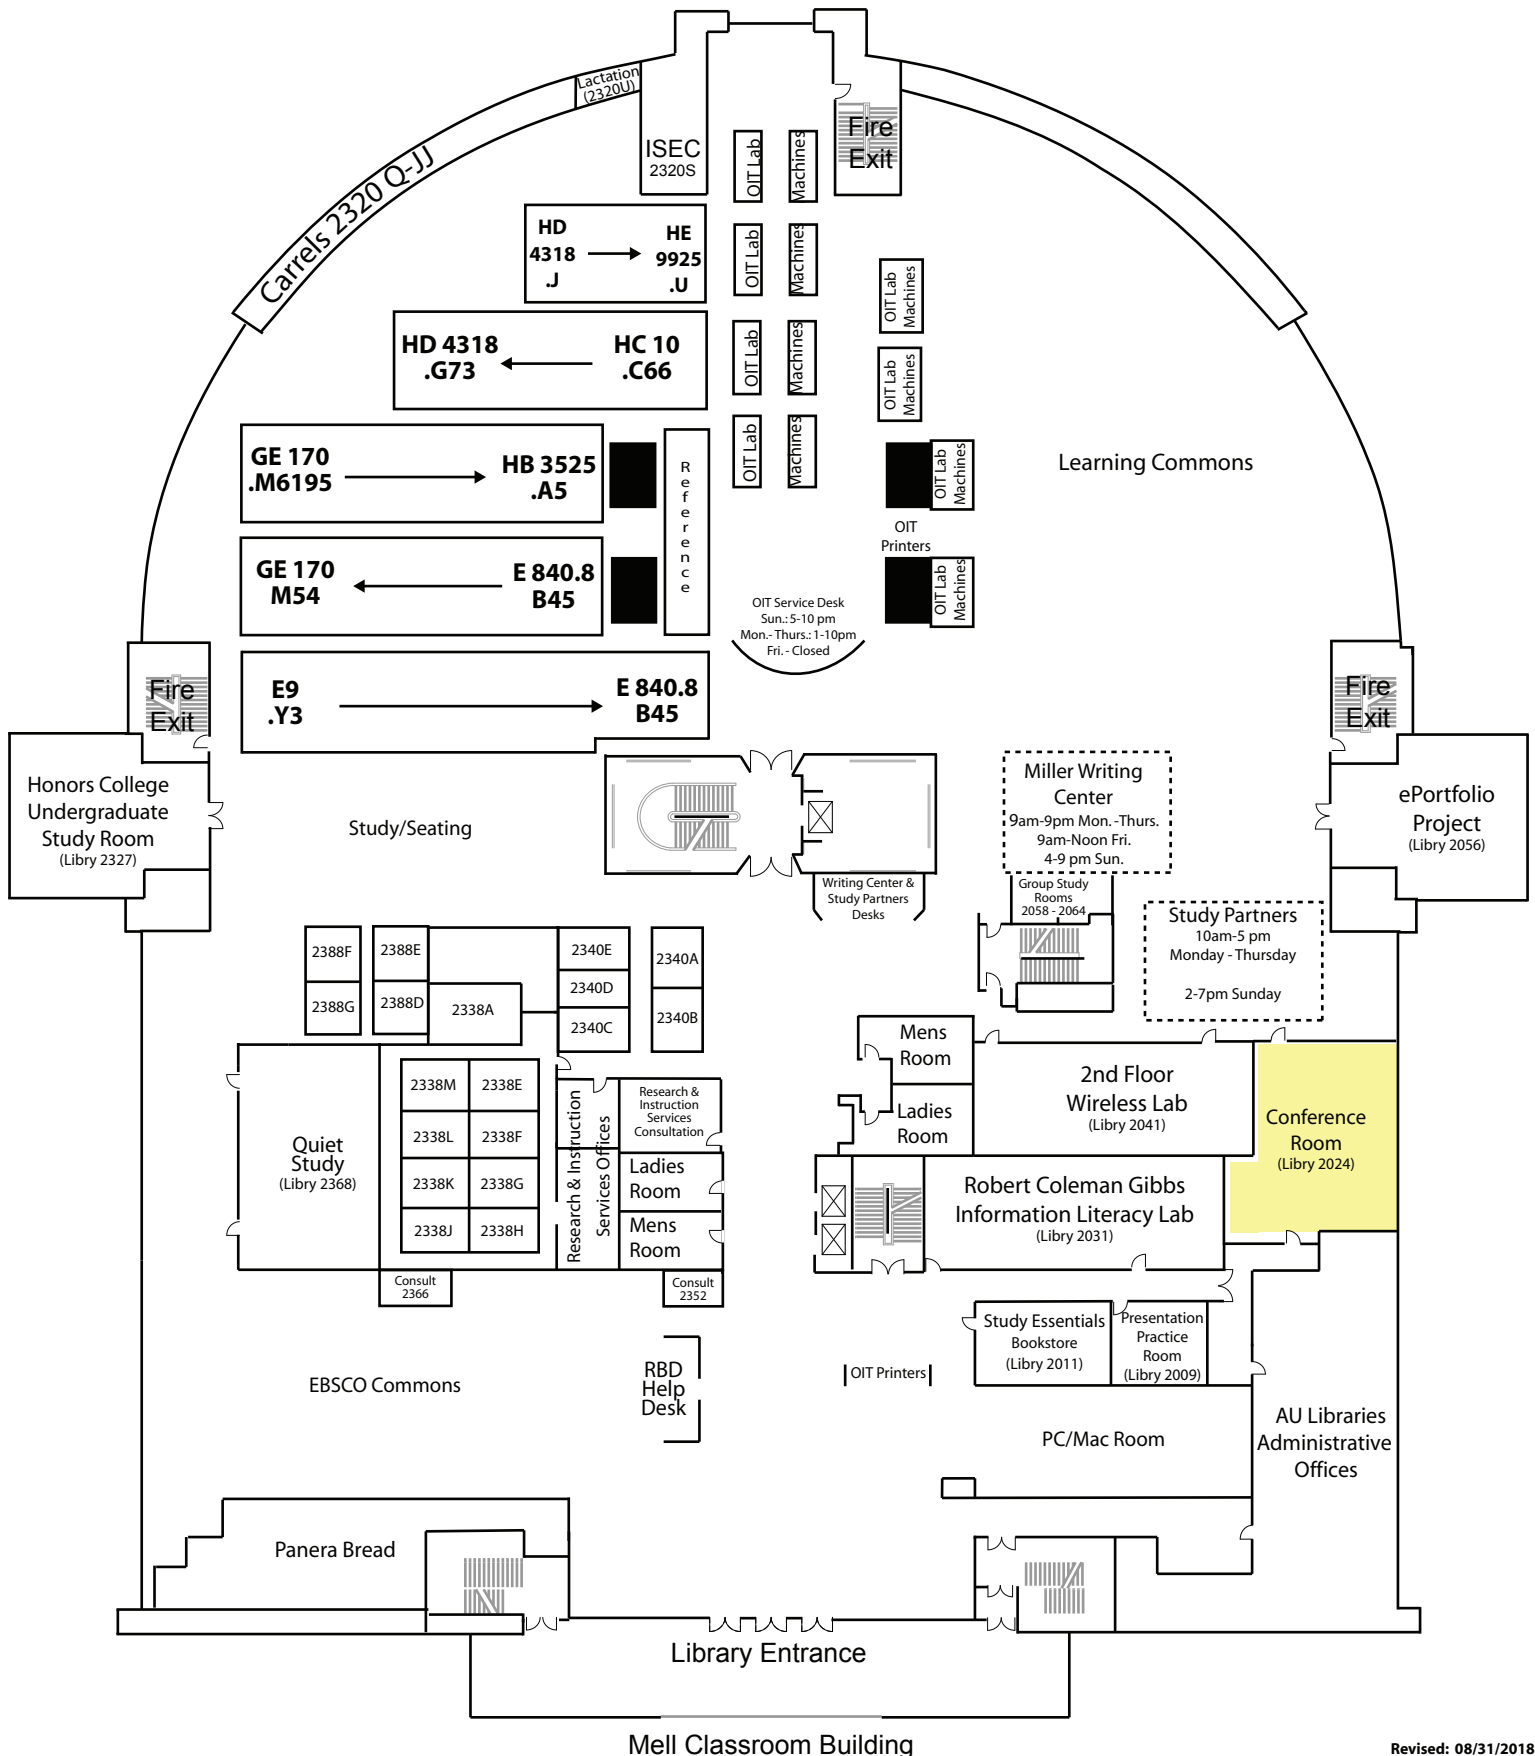 Lactation
(2320U)
Carrels 2320 Q-JJ
ISEC
2320S
Fire
Exit
OIT Lab
Machines
OIT Lab
Machines
OIT Lab
Machines
OIT Lab
Machines
OIT Lab
Machines
OIT Lab
Machines
HD
4318
.J
HE
9925
.U
HD 4318
.G73
HC 10
.C66
GE 170
.M6195
HB 3525
.A5
Reference
OIT Lab
Machines
Learning Commons
OIT
Printers
GE 170
M54
E 840.8
B45
OIT Lab
Machines
OIT Service Desk
Sun.: 5-10 pm
Mon.- Thurs.: 1-10pm
Fri. - Closed
E9
.Y3
E 840.8
B45
Fire
Exit
Fire
Exit
Honors College
Undergraduate
Study Room
(Libry 2327)
Study/Seating
Miller Writing
Center
9am-9pm Mon. -Thurs.
9am-Noon Fri.
4-9 pm Sun.
ePortfolio
Project
(Libry 2056)
Writing Center &
Study Partners
Desks
Group Study
Rooms
2058 - 2064
Study Partners
10am-5 pm
Monday - Thursday
2-7pm Sunday
2388F
2388E
2340E
2340A
2388G
2388D
2338A
2340D
2340C
2340B
Mens
Room
Ladies
Room
2nd Floor
Wireless Lab
(Libry 2041)
Conference
Room
(Libry 2024)
Quiet
Study
(Libry 2368)
2338M
2338E
2338L
2338F
2338K
2338G
2338J
2338H
Research & Instruction
Services Offices
Research &
Instruction
Services
Consultation
Ladies
Room
Mens
Room
Robert Coleman Gibbs
Information Literacy Lab
(Libry 2031)
Consult
2366
Consult
2352
Study Essentials
Bookstore
(Libry 2011)
Presentation
Practice
Room
(Libry 2009)
EBSCO Commons
RBD
Help
Desk
OIT Printers
PC/Mac Room
AU Libraries
Administrative
Offices
Panera Bread
Library Entrance
Mell Classroom Building
Revised: 08/31/2018